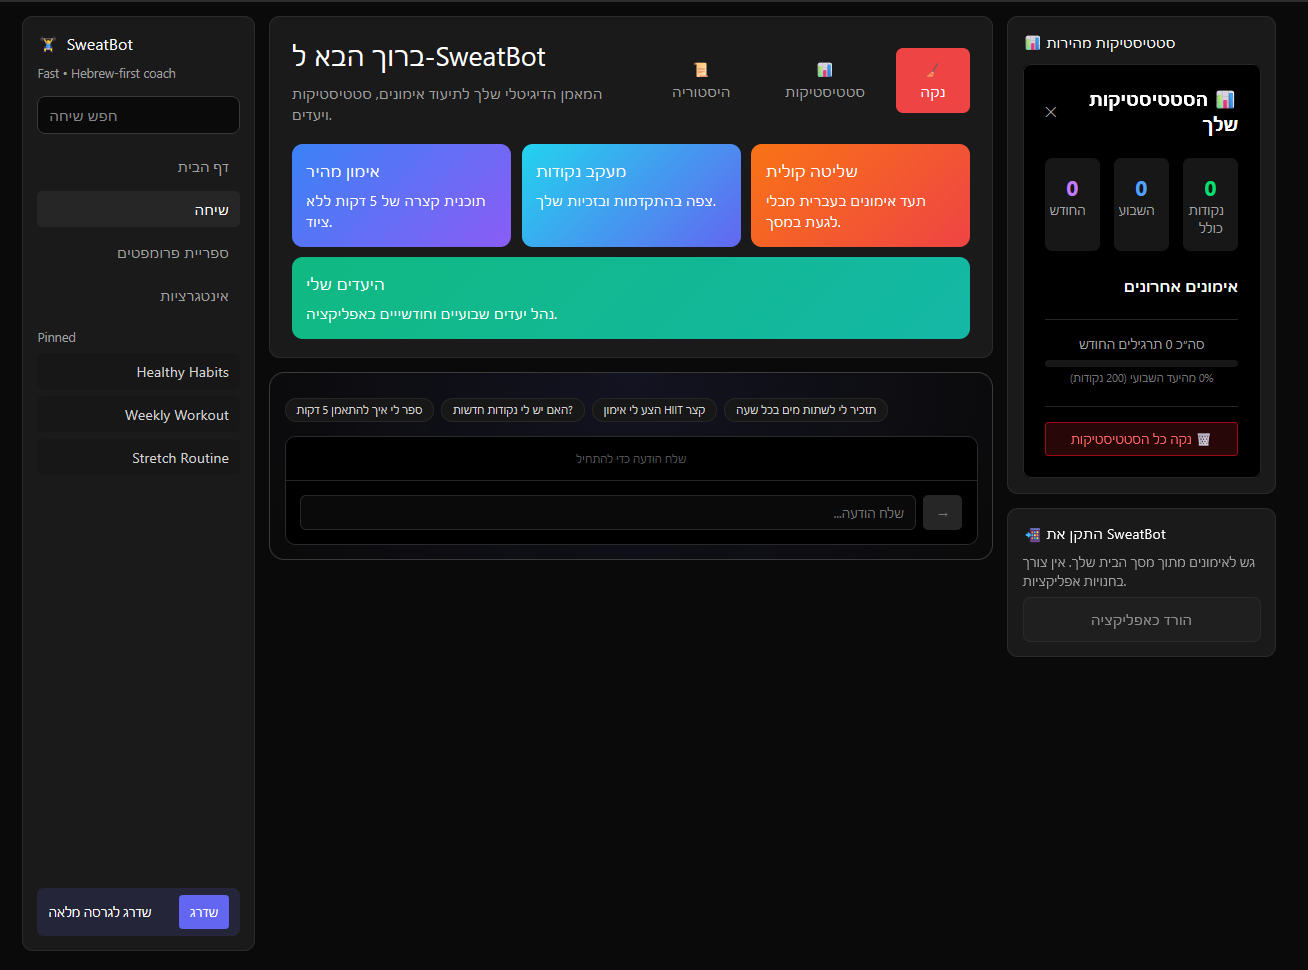 🏋️ SweatBot
Fast • Hebrew-first coach
חפש שיחה
דף הבית
שיחה
ספריית פרומפטים
אינטגרציות
Pinned
Healthy Habits
Weekly Workout
Stretch Routine
שדרג לגרסה מלאה
שדרג
ברוך הבא ל-SweatBot
המאמן הדיגיטלי שלך לתיעוד אימונים, סטטיסטיקות
ויעדים.
📜
היסטוריה
📊
סטטיסטיקות
🧹
נקה
אימון מהיר
תוכנית קצרה של 5 דקות ללא
ציוד.
מעקב נקודות
צפה בהתקדמות ובזכיות שלך.
שליטה קולית
תעד אימונים בעברית מבלי
לגעת במסך.
היעדים שלי
נהל יעדים שבועיים וחודשיייים באפליקציה.
ספר לי איך להתאמן 5 דקות
האם יש לי נקודות חדשות?
הצע לי אימון HIIT קצר
תזכיר לי לשתות מים בכל שעה
שלח הודעה כדי להתחיל
שלח הודעה...
→
📊 סטטיסטיקות מהירות
📊 הסטטיסטיקות
שלך
×
0
נקודות
כולל
0
השבוע
0
החודש
אימונים אחרונים
סה״כ 0 תרגילים החודש
0% מהיעד השבועי (200 נקודות)
🗑️ נקה כל הסטטיסטיקות
📲 התקן את SweatBot
גש לאימונים מתוך מסך הבית שלך. אין צורך
בחנויות אפליקציות.
הורד כאפליקציה